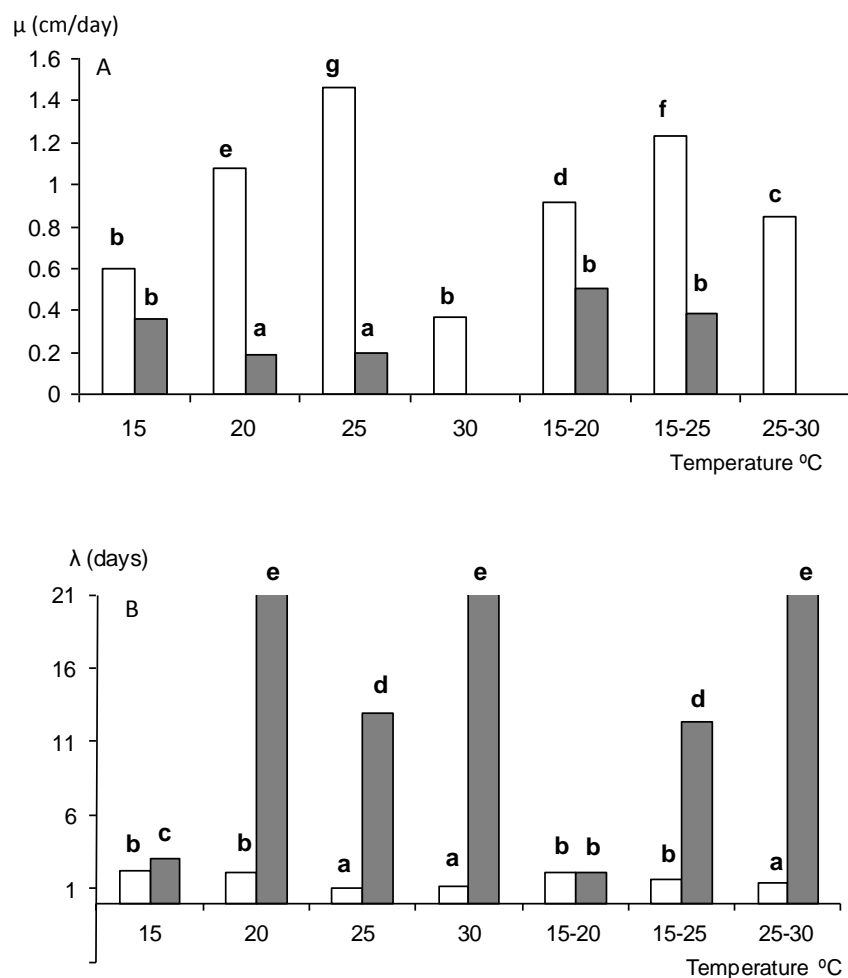 μ (cm/day)
1.6
A
g
1.4
f
1.2
e
d
1
c
0.8
b
b
0.6
b
b
b
0.4
a
a
0.2
0
15 20 25 30 15-20 15-25 25-30
Temperature ºC
λ (days)
e e e
21
B
16
d d
11
6
b c b a a b b b a
1
15 20 25 30 15-20 15-25 25-30
Temperature ºC